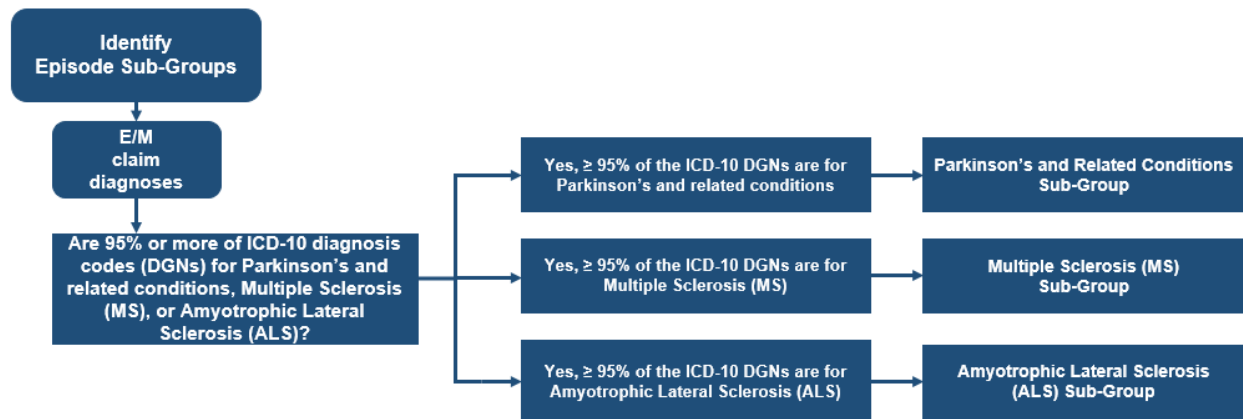 Identify
Episode Sub-Groups
E/M
claim
diagnoses
Are 95% or more of ICD-10 diagnosis
codes (DGNs) for Parkinson's and
related conditions, Multiple Sclerosis
(MS), or Amyotrophic Lateral
Sclerosis (ALS)?
Yes, ≥ 95% of the ICD-10 DGNs are for
Parkinson's and related conditions
Parkinson's and Related Conditions
Sub-Group
Yes, ≥ 95% of the ICD-10 DGNs are for
Multiple Sclerosis (MS)
Multiple Sclerosis (MS)
Sub-Group
Yes, ≥ 95% of the ICD-10 DGNs are for
Amyotrophic Lateral Sclerosis (ALS)
Amyotrophic Lateral Sclerosis
(ALS) Sub-Group